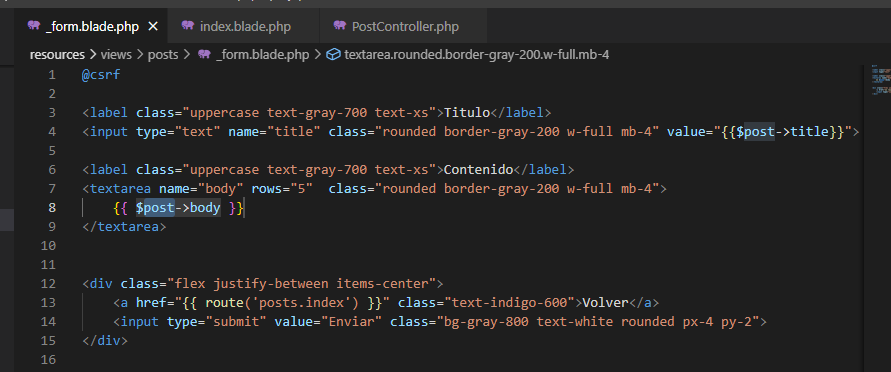 _form.blade.php ✕ index.blade.php PostController.php
resources > views > posts > _form.blade.php > textarea.rounded.border-gray-200.w-full.mb-4
1 @csrf
2
3 <label class="uppercase text-gray-700 text-xs">Titulo</label>
4 <input type="text" name="title" class="rounded border-gray-200 w-full mb-4" value="{{$post->title}}">
5
6 <label class="uppercase text-gray-700 text-xs">Contenido</label>
7 <textarea name="body" rows="5"  class="rounded border-gray-200 w-full mb-4">
8     {{ $post->body }}
9 </textarea>
10
11
12 <div class="flex justify-between items-center">
13     <a href="{{ route('posts.index') }}" class="text-indigo-600">Volver</a>
14     <input type="submit" value="Enviar" class="bg-gray-800 text-white rounded px-4 py-2">
15 </div>
16